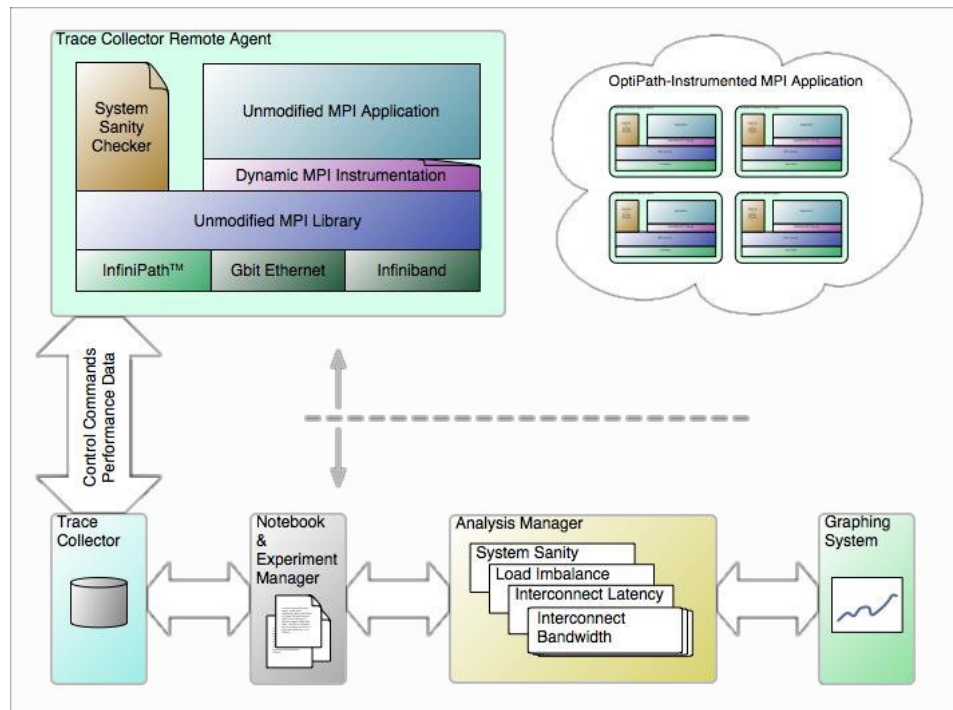 Trace Collector Remote Agent
System
Sanity
Checker
Unmodified MPI Application
Dynamic MPI Instrumentation
Unmodified MPI Library
InfiniPath™
Gbit Ethernet
Infiniband
OptiPath-Instrumented MPI Application
Control Commands
Performance Data
Trace
Collector
Notebook
&
Experiment
Manager
Analysis Manager
System Sanity
Load Imbalance
Interconnect Latency
Interconnect
Bandwidth
Graphing
System